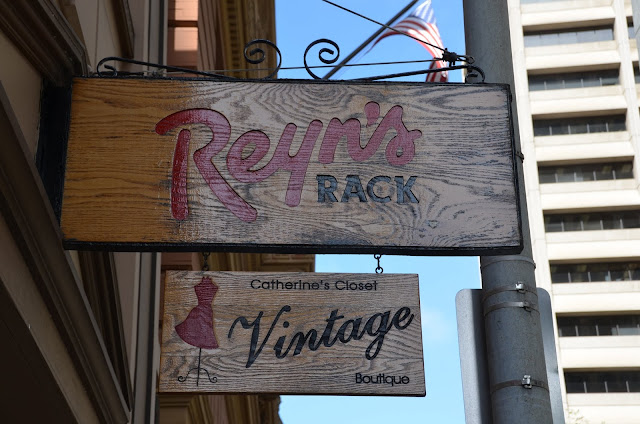 Reyn's
RACK
Catherine's Closet
Vintage
Boutique